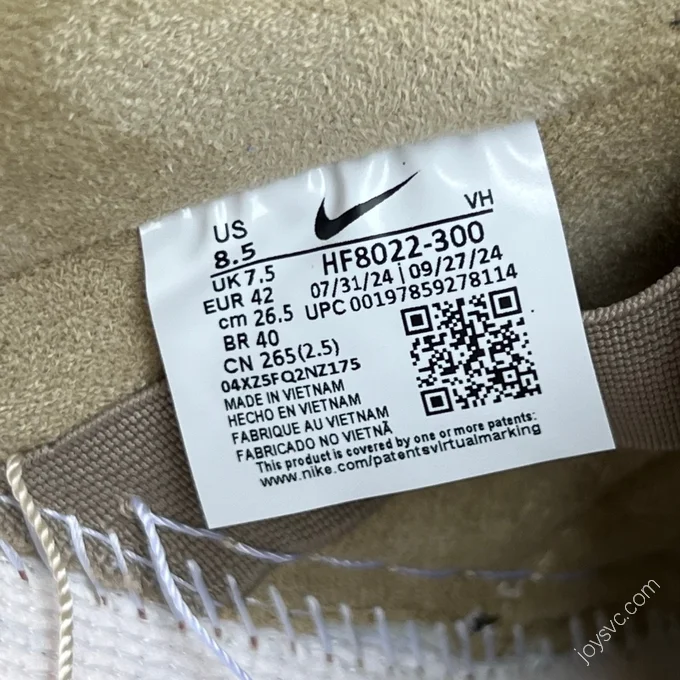 US
8.5
UK 7.5
EUR 42
cm 26.5
BR 40
CN 265(2.5)
VH
HF8022-300
07/31/24 | 09/27/24
UPC 00197859278114
04XZ5FQ2NZ175
MADE IN VIETNAM
HECHO EN VIETNAM
FABRIQUE AU VIETNAM
FABRICADO NO VIETNÃ
This product is covered by one or more patents:
www.nike.com/patentsvirtualmarking
joysvc.com